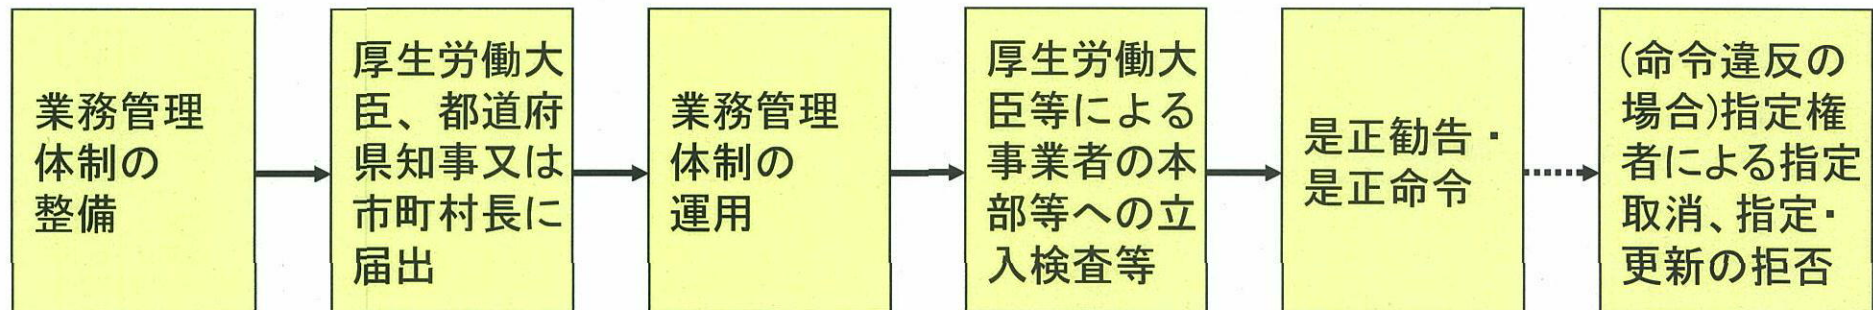 業務管理
体制の
整備
厚生労働大
臣、都道府
県知事又は
市町村長に
届出
業務管理
体制の
運用
厚生労働大
臣等による
事業者の本
部等への立
入検査等
是正勧告・
是正命令
(命令違反の
場合)指定権
者による指定
取消、指定・
更新の拒否